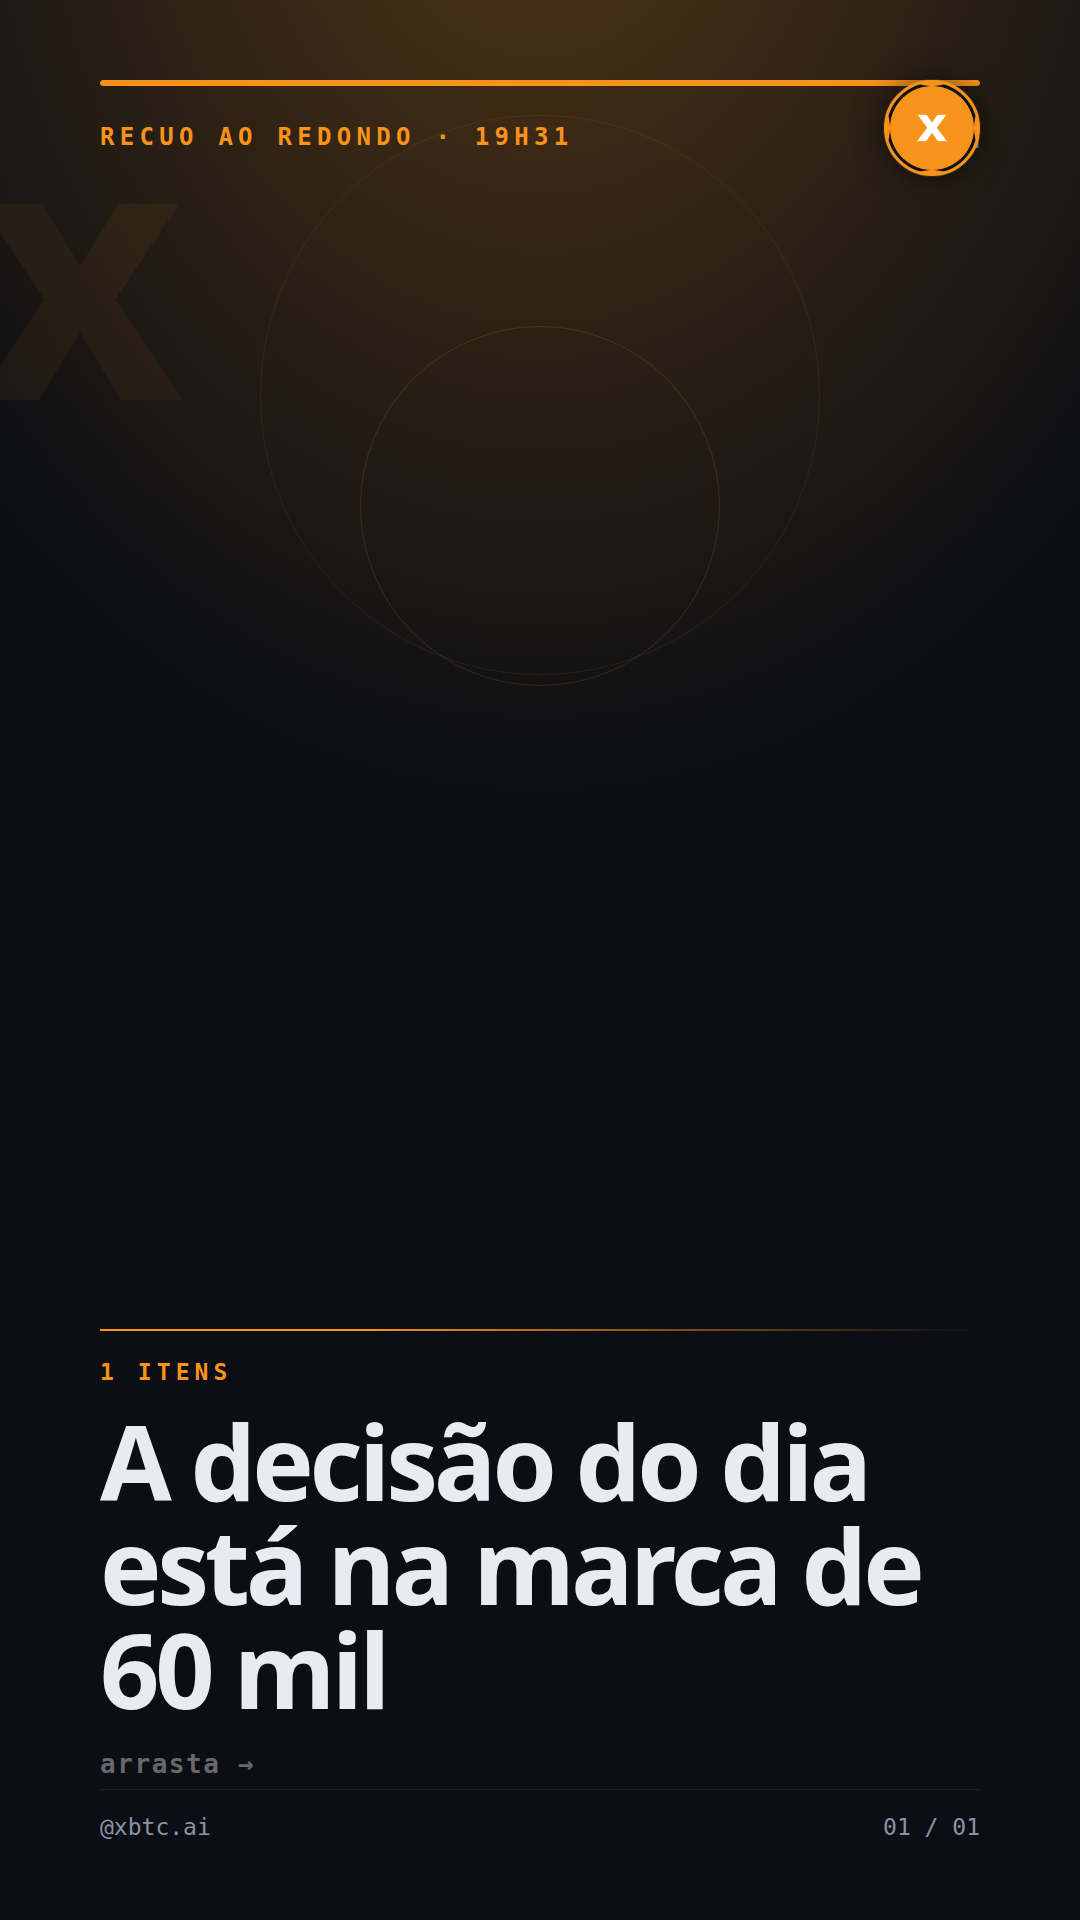 RECUO AO REDONDO · 19H31
x
x
1 ITENS
A decisão do dia
está na marca de
60 mil
arrasta →
@xbtc.ai
01 / 01